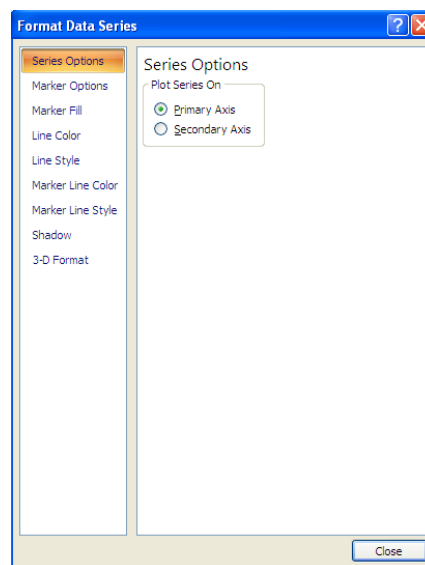 Format Data Series
?
Series Options
Marker Options
Marker Fill
Line Color
Line Style
Marker Line Color
Marker Line Style
Shadow
3-D Format
Series Options
Plot Series On
Primary Axis
Secondary Axis
Close